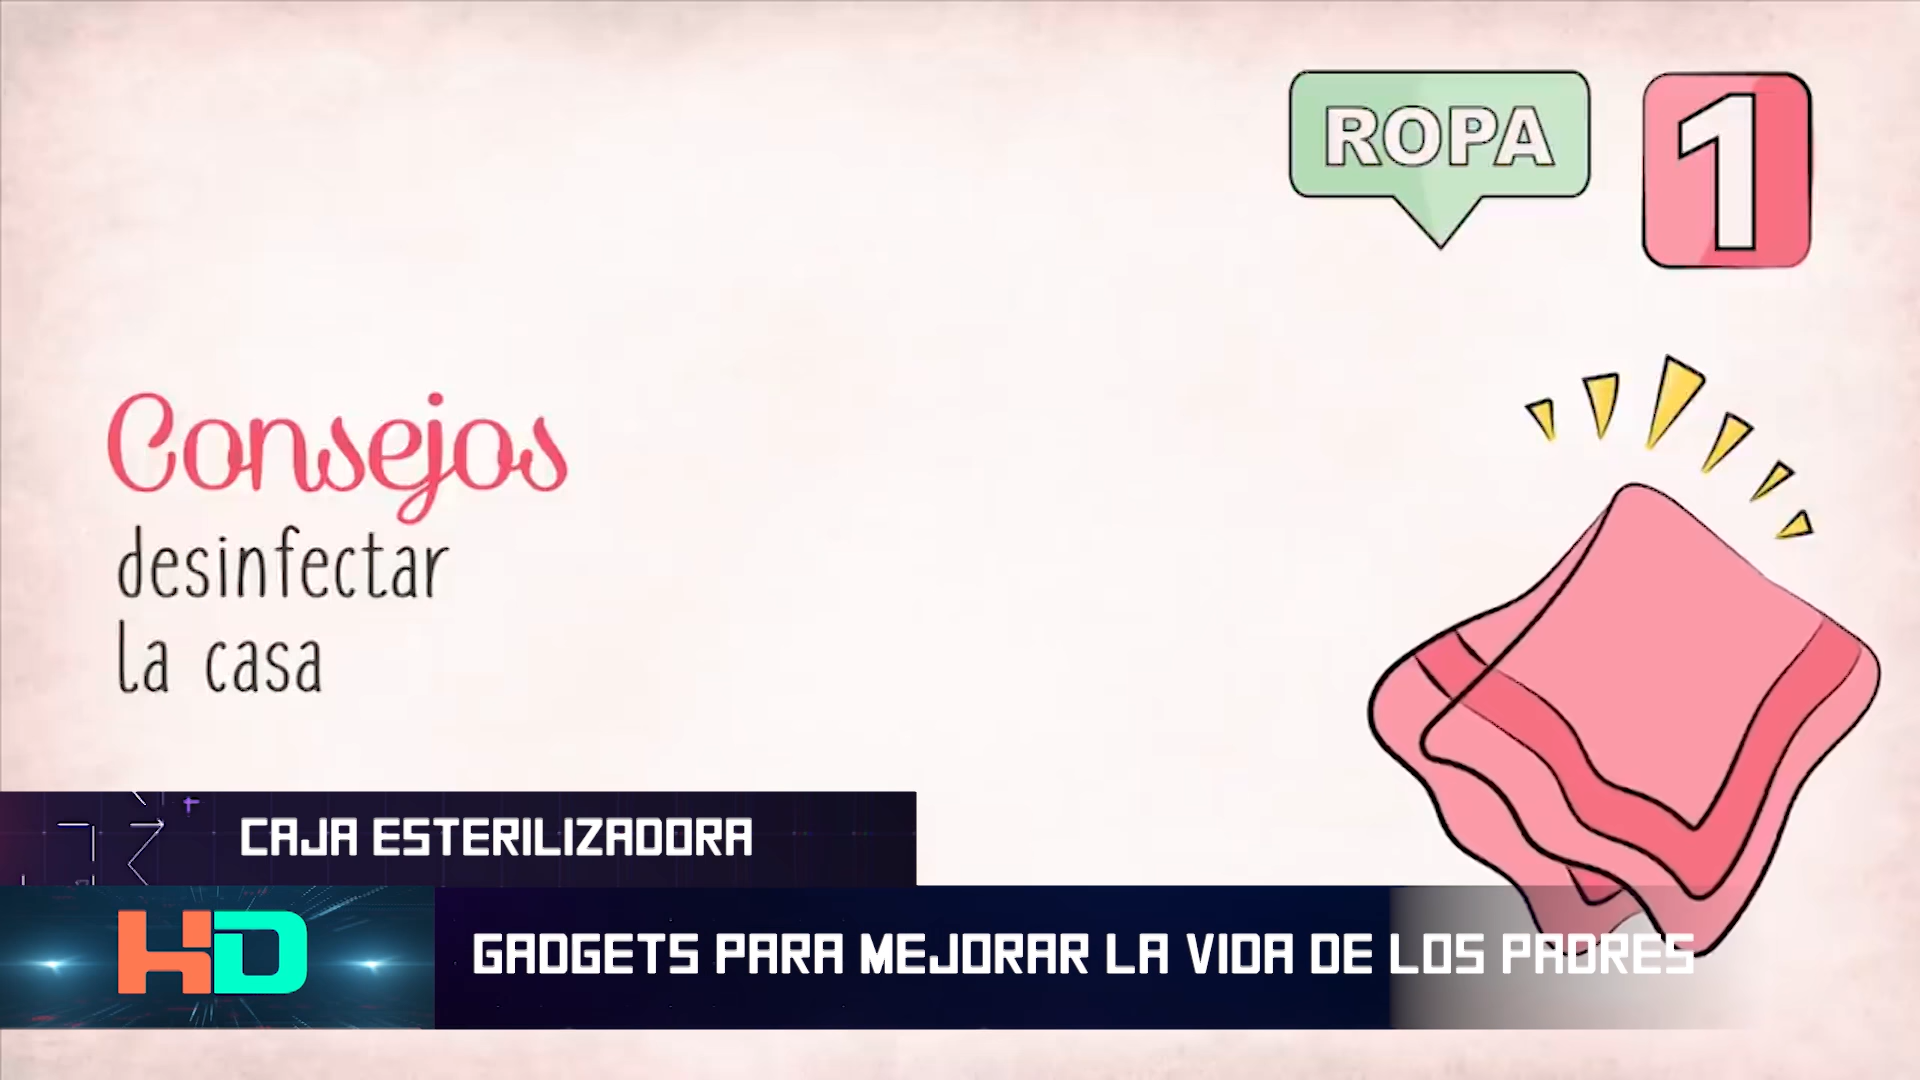 ROPA 1
Consejos
desinfectar
la casa
CAJA ESTERILIZADORA
HD
GADGETS PARA MEJORAR LA VIDA DE LOS PADRES